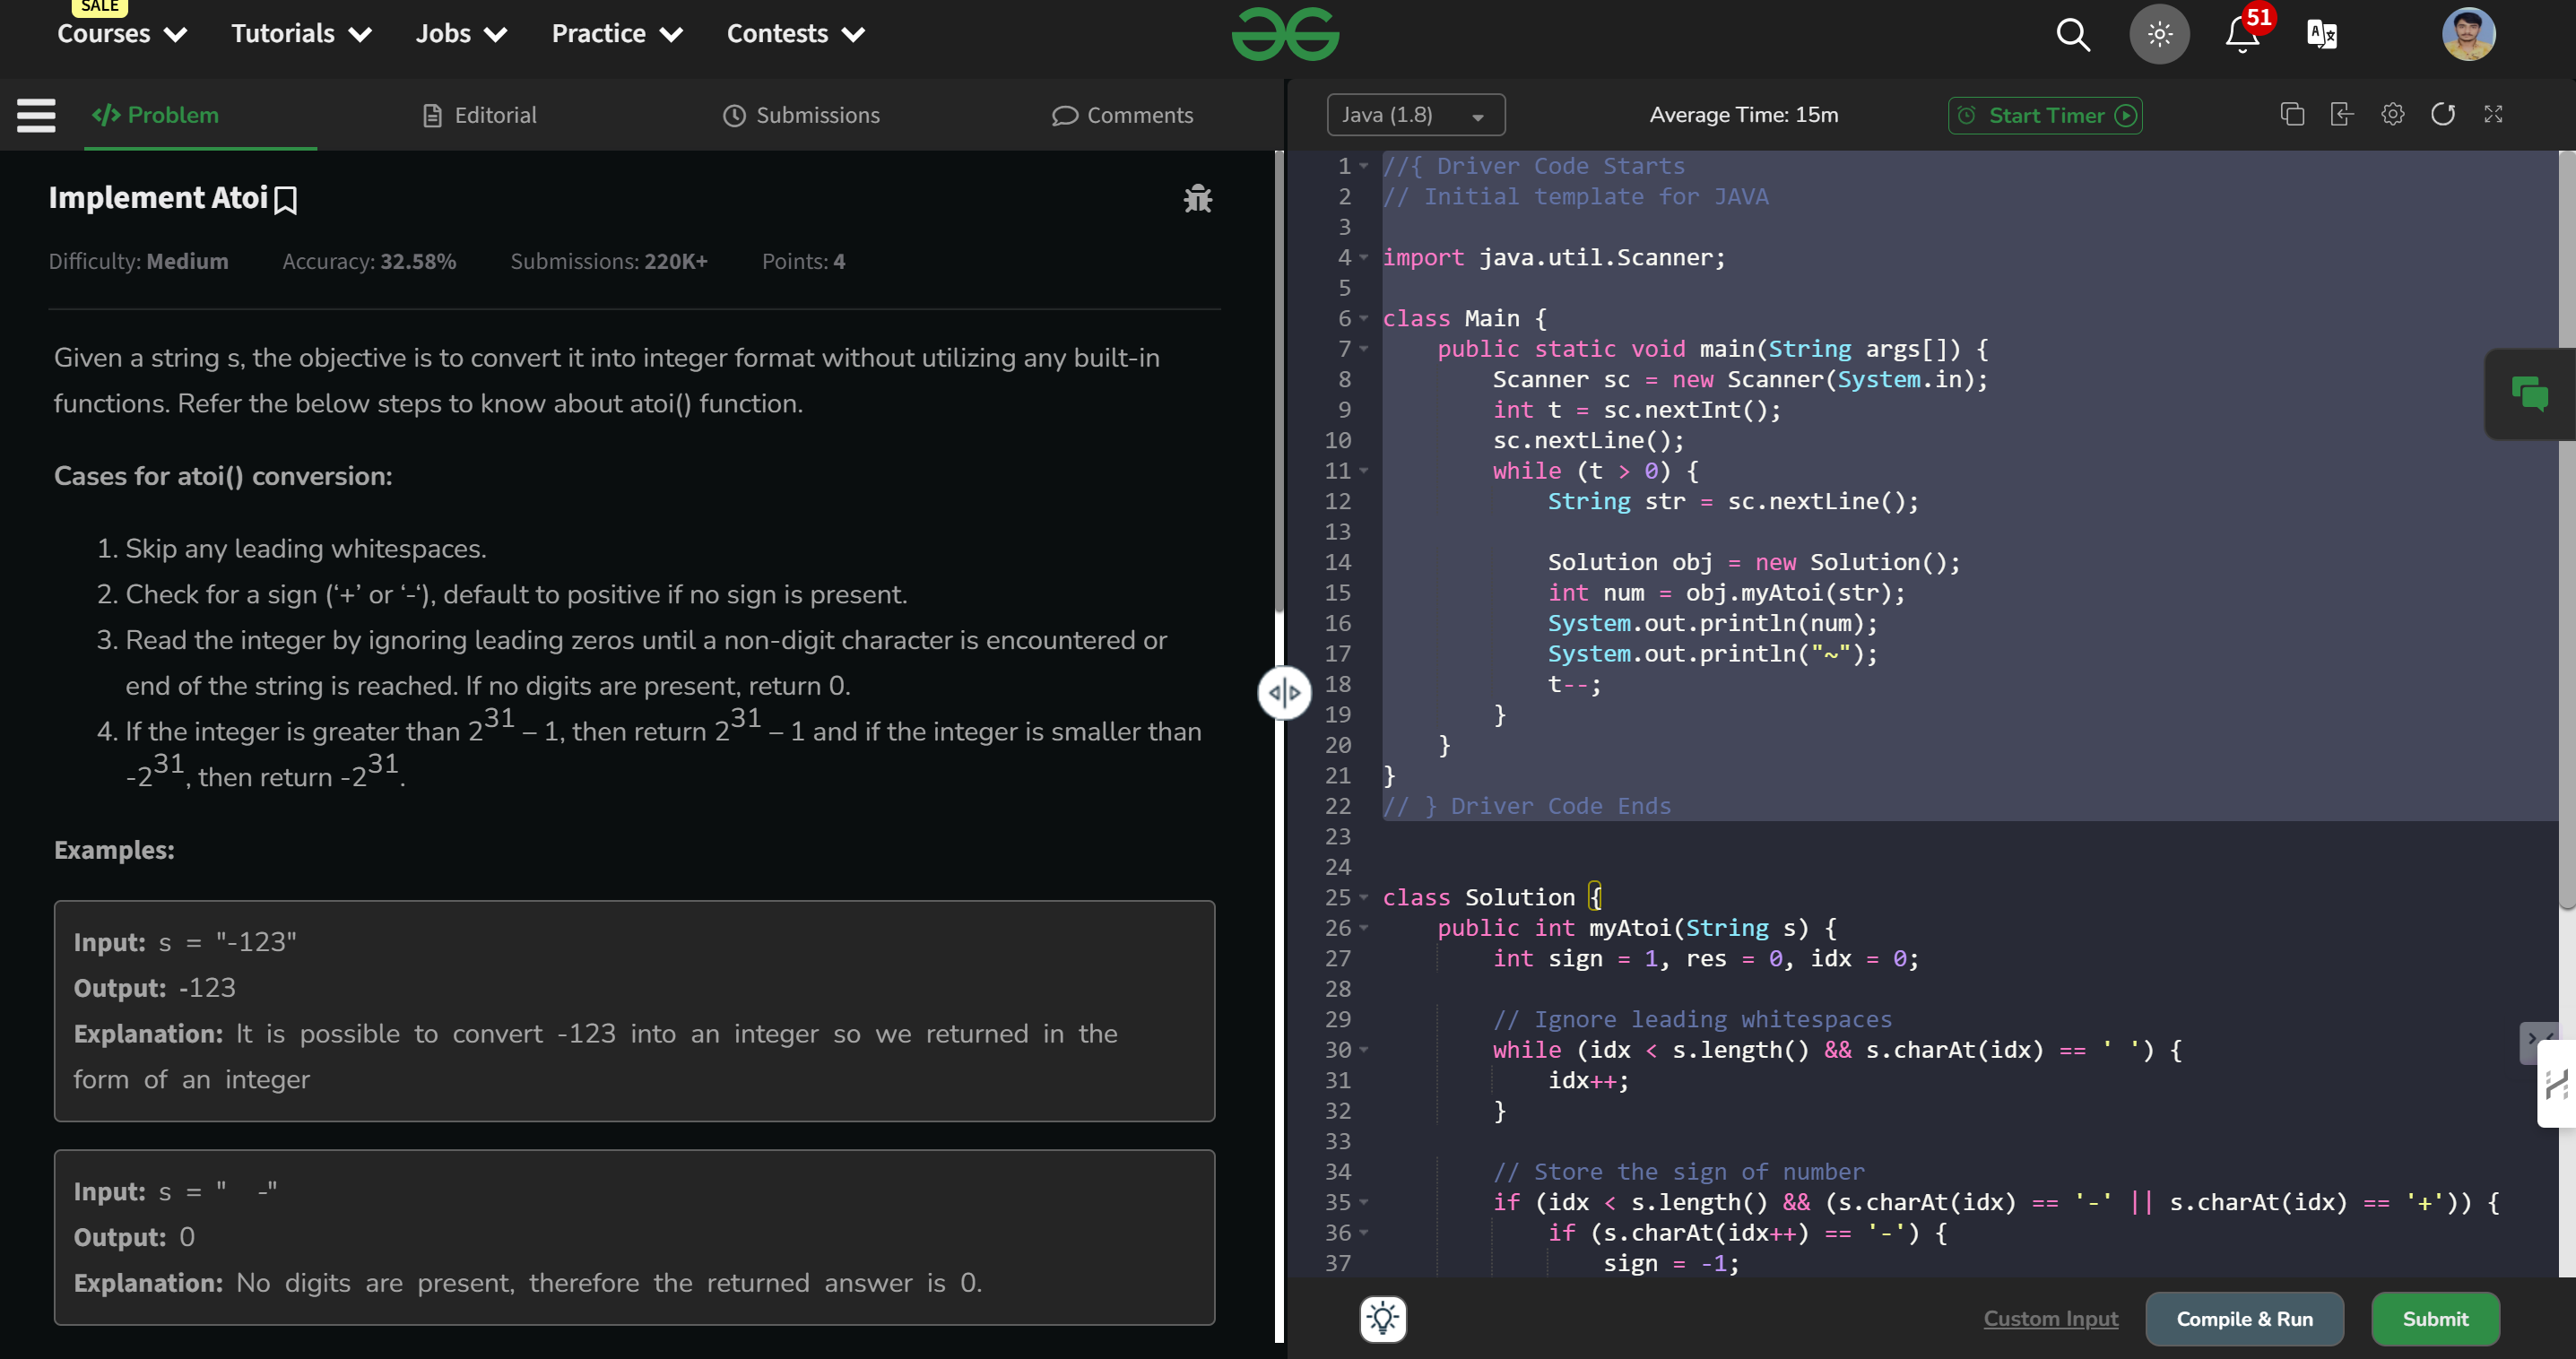 SALE
Courses Tutorials Jobs Practice Contests
51
Problem Editorial Submissions Comments
Java (1.8) Average Time: 15m Start Timer
Implement Atoi
Difficulty: Medium Accuracy: 32.58% Submissions: 220K+ Points: 4
Given a string s, the objective is to convert it into integer format without utilizing any built-in
functions. Refer the below steps to know about atoi() function.
Cases for atoi() conversion:
1. Skip any leading whitespaces.
2. Check for a sign (‘+’ or ‘-‘), default to positive if no sign is present.
3. Read the integer by ignoring leading zeros until a non-digit character is encountered or
end of the string is reached. If no digits are present, return 0.
4. If the integer is greater than 2^31 – 1, then return 2^31 – 1 and if the integer is smaller than
-2^31, then return -2^31.
Examples:
Input: s = "-123"
Output: -123
Explanation: It is possible to convert -123 into an integer so we returned in the
form of an integer
Input: s = "  -"
Output: 0
Explanation: No digits are present, therefore the returned answer is 0.
1 //{ Driver Code Starts
2 // Initial template for JAVA
3
4 import java.util.Scanner;
5
6 class Main {
7     public static void main(String args[]) {
8         Scanner sc = new Scanner(System.in);
9         int t = sc.nextInt();
10         sc.nextLine();
11         while (t > 0) {
12             String str = sc.nextLine();
13
14             Solution obj = new Solution();
15             int num = obj.myAtoi(str);
16             System.out.println(num);
17             System.out.println("~");
18             t--;
19         }
20     }
21 }
22 // } Driver Code Ends
23
24
25 class Solution {
26     public int myAtoi(String s) {
27         int sign = 1, res = 0, idx = 0;
28
29         // Ignore leading whitespaces
30         while (idx < s.length() && s.charAt(idx) == ' ') {
31             idx++;
32         }
33
34         // Store the sign of number
35         if (idx < s.length() && (s.charAt(idx) == '-' || s.charAt(idx) == '+')) {
36             if (s.charAt(idx++) == '-') {
37                 sign = -1;
Custom Input Compile & Run Submit